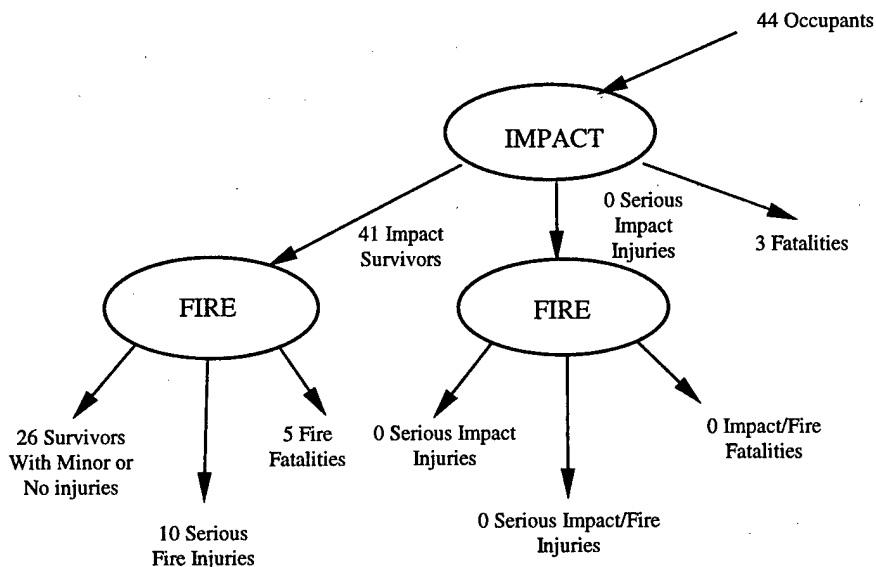 44 Occupants
IMPACT
41 Impact
Survivors
0 Serious
Impact
Injuries
3 Fatalities
FIRE
FIRE
26 Survivors
With Minor or
No injuries
10 Serious
Fire Injuries
5 Fire
Fatalities
0 Serious Impact
Injuries
0 Serious Impact/Fire
Injuries
0 Impact/Fire
Fatalities